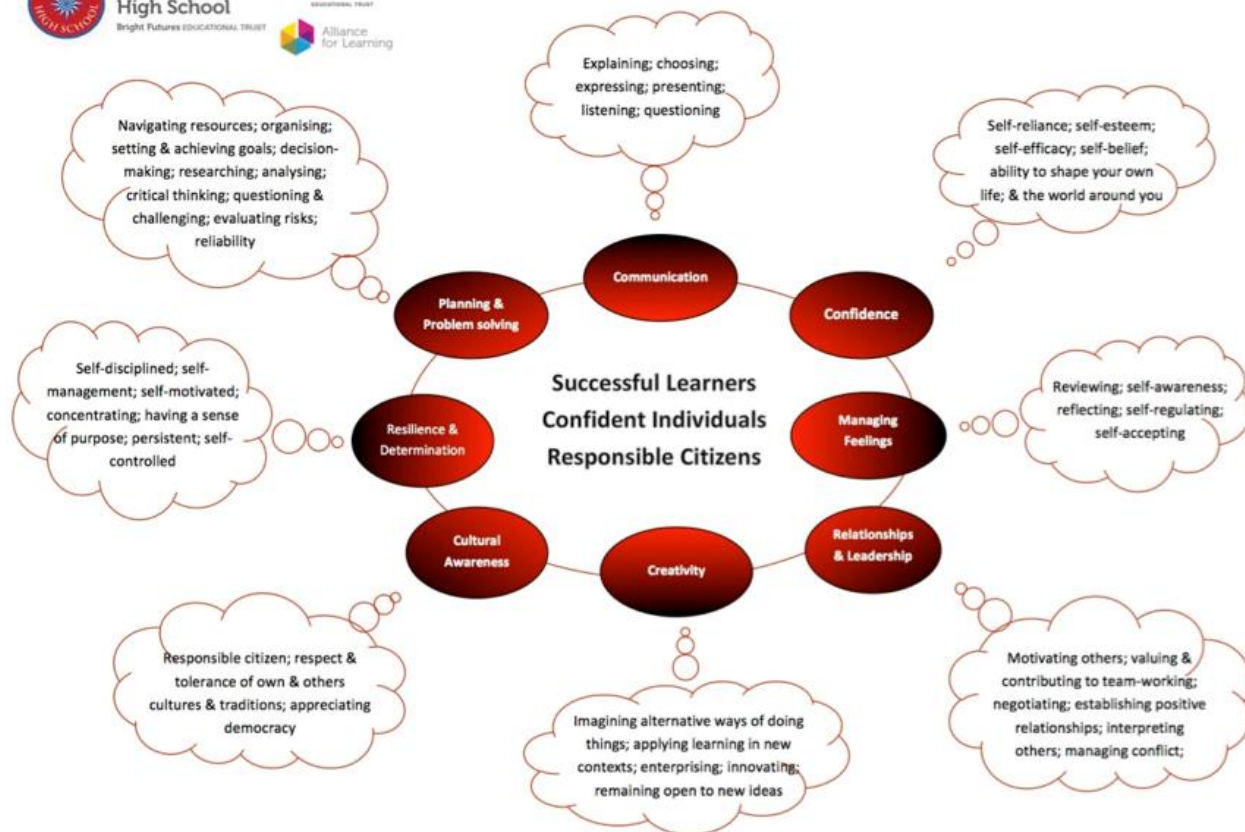 High School
Bright Futures EDUCATIONAL TRUST
HIGH SCHOOL
EDUCATIONAL TRUST
Alliance
for Learning
Explaining; choosing;
expressing; presenting;
listening; questioning
Navigating resources; organising;
setting & achieving goals; decision-
making; researching; analysing;
critical thinking; questioning &
challenging; evaluating risks;
reliability
Self-reliance; self-esteem;
self-efficacy; self-belief;
ability to shape your own
life; & the world around you
Communication
Planning &
Problem solving
Confidence
Self-disciplined; self-
management; self-motivated;
concentrating; having a sense
of purpose; persistent; self-
controlled
Resilience &
Determination
Successful Learners
Confident Individuals
Responsible Citizens
Managing
Feelings
Reviewing; self-awareness;
reflecting; self-regulating;
self-accepting
Cultural
Awareness
Creativity
Relationships
& Leadership
Responsible citizen; respect &
tolerance of own & others
cultures & traditions; appreciating
democracy
Imagining alternative ways of doing
things; applying learning in new
contexts; enterprising; innovating;
remaining open to new ideas
Motivating others; valuing &
contributing to team-working;
negotiating; establishing positive
relationships; interpreting
others; managing conflict;